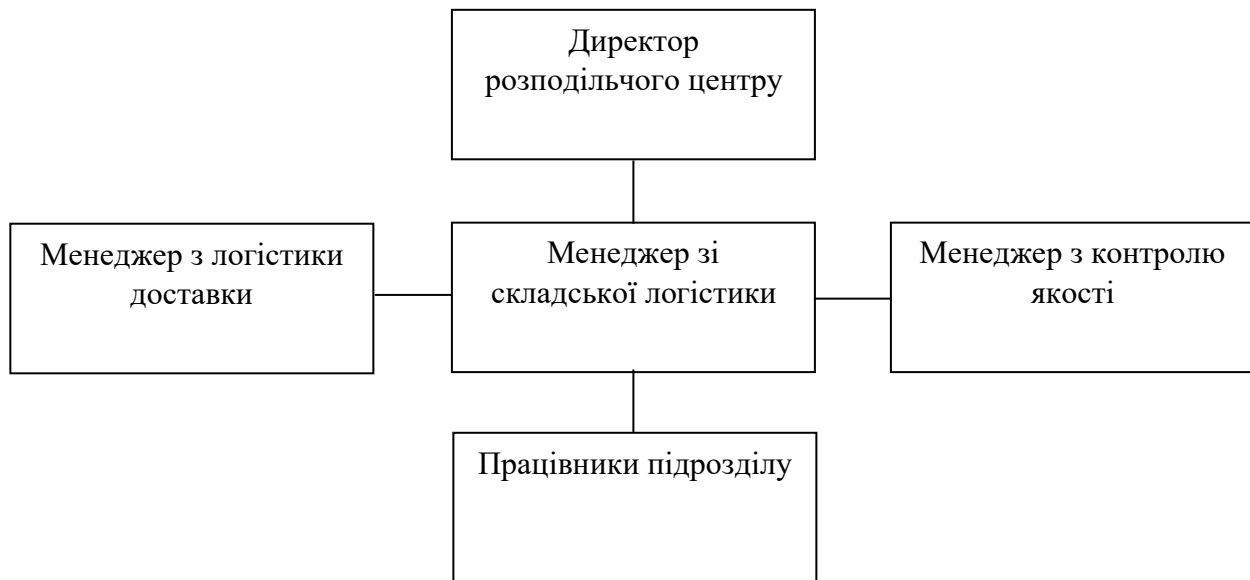 Директор
розподільчого центру
Менеджер з логістики
доставки
Менеджер зі
складської логістики
Менеджер з контролю
якості
Працівники підрозділу